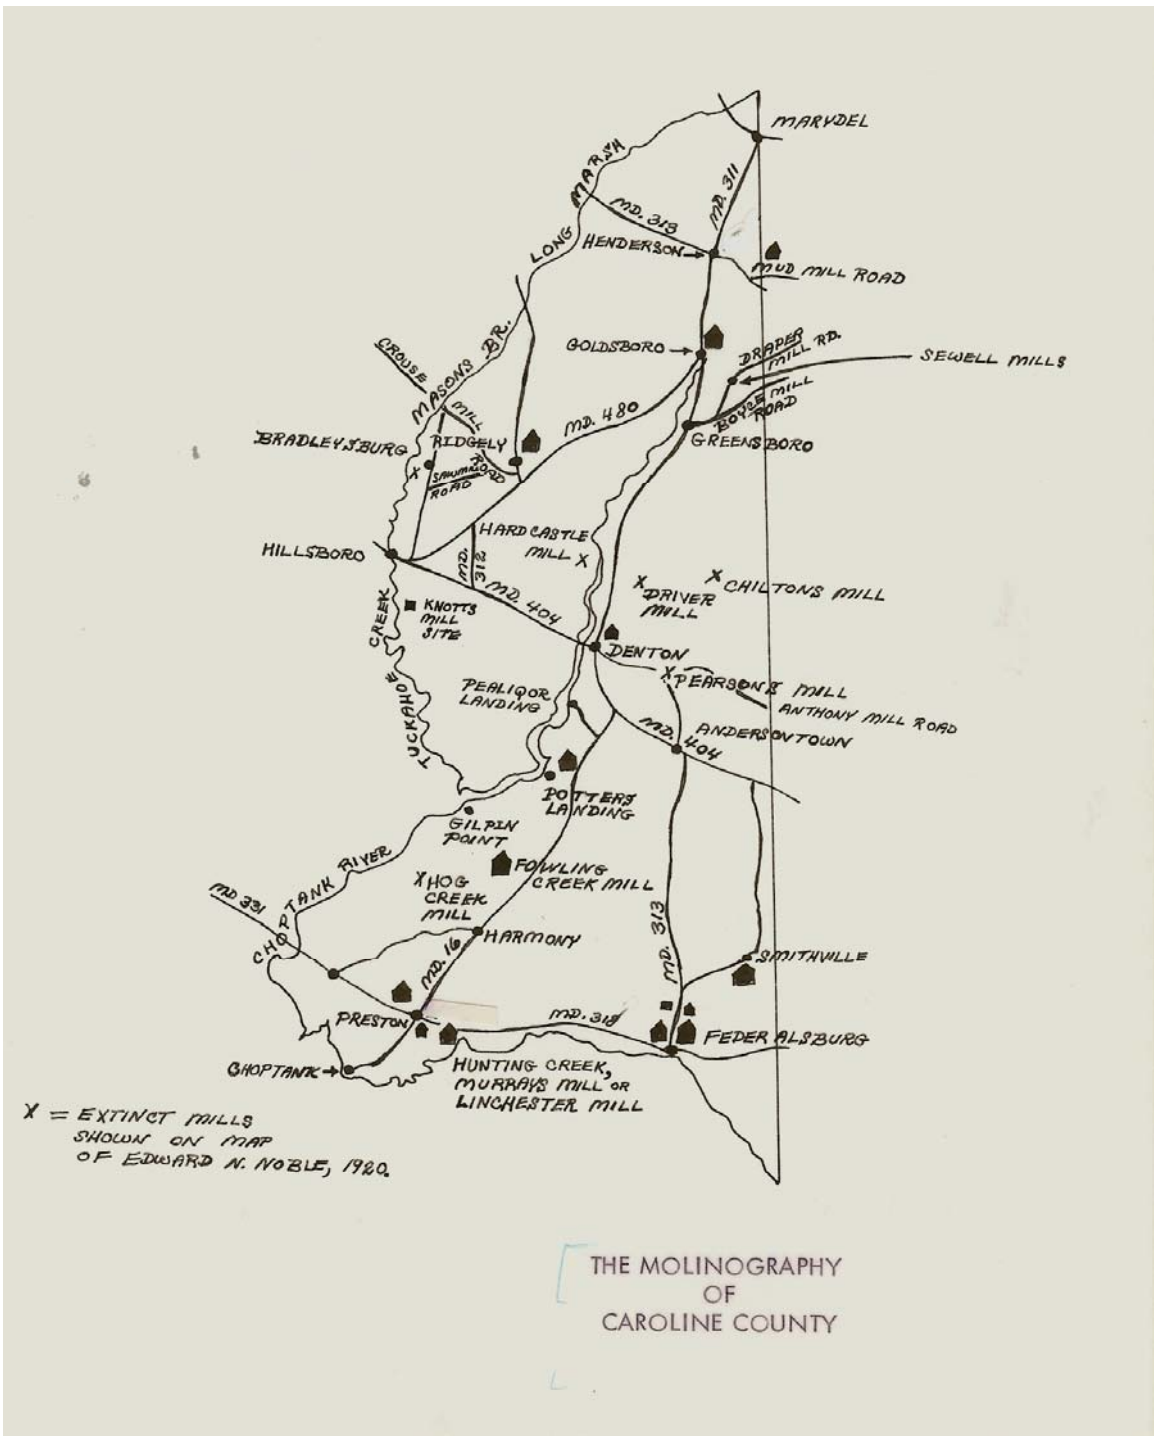 MARYDEL
MARSH
MD. 311
MD. 313
LONG
HENDERSON
MUD MILL ROAD
MASONS BR.
GOLDSBORO
DRAPER
MILL RD.
SEWELL MILLS
CROUSE
MILL
ROAD
BOYCE MILL
ROAD
MD. 480
GREENSBORO
BRADLEYSBURG
X
RIDGELY
ROAD
HARDCASTLE
MILL X
HILLSBORO
MD.
312
MD. 404
X
DRIVER
MILL
X CHILTONS MILL
CREEK
KNOTTS
MILL
SITE
DENTON
TUCKAHOE
X PEARSONS MILL
PEALIQOR
LANDING
ANTHONY MILL ROAD
MD. 404
ANDERSONTOWN
POTTERS
LANDING
GILPIN
POINT
CHOPTANK RIVER
FOWLING
CREEK MILL
X HOG
CREEK
MILL
MD 331
HARMONY
MD. 16
MD. 313
SMITHVILLE
PRESTON
MD. 318
FEDERALSBURG
CHOPTANK
HUNTING CREEK,
MURRAYS MILL OR
LINCHESTER MILL
X = EXTINCT MILLS
SHOWN ON MAP
OF EDWARD N. NOBLE, 1920.
THE MOLINOGRAPHY
OF
CAROLINE COUNTY